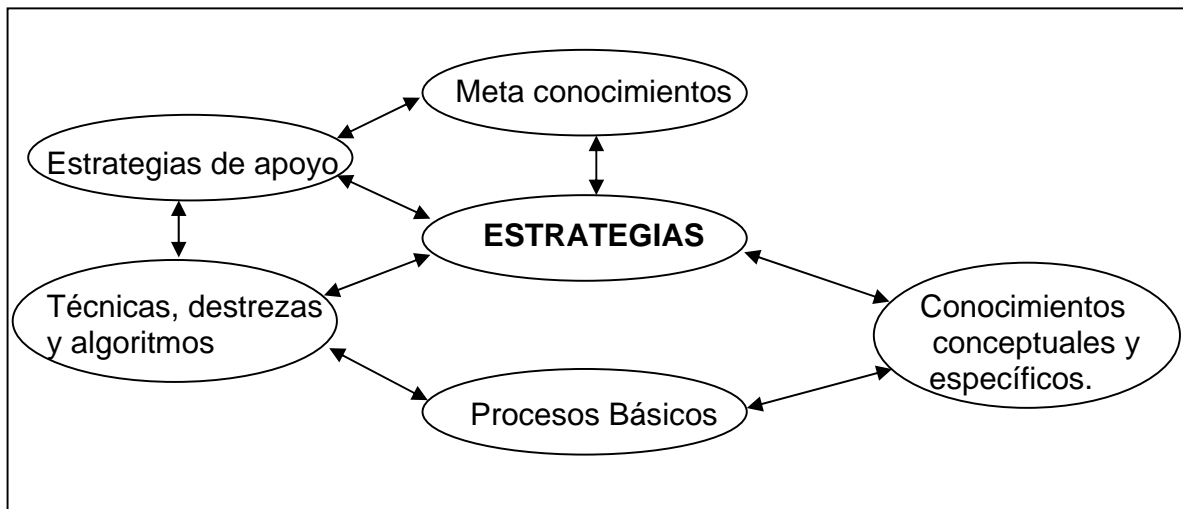 Meta conocimientos
Estrategias de apoyo
ESTRATEGIAS
Técnicas, destrezas
y algoritmos
Conocimientos
conceptuales y
específicos.
Procesos Básicos